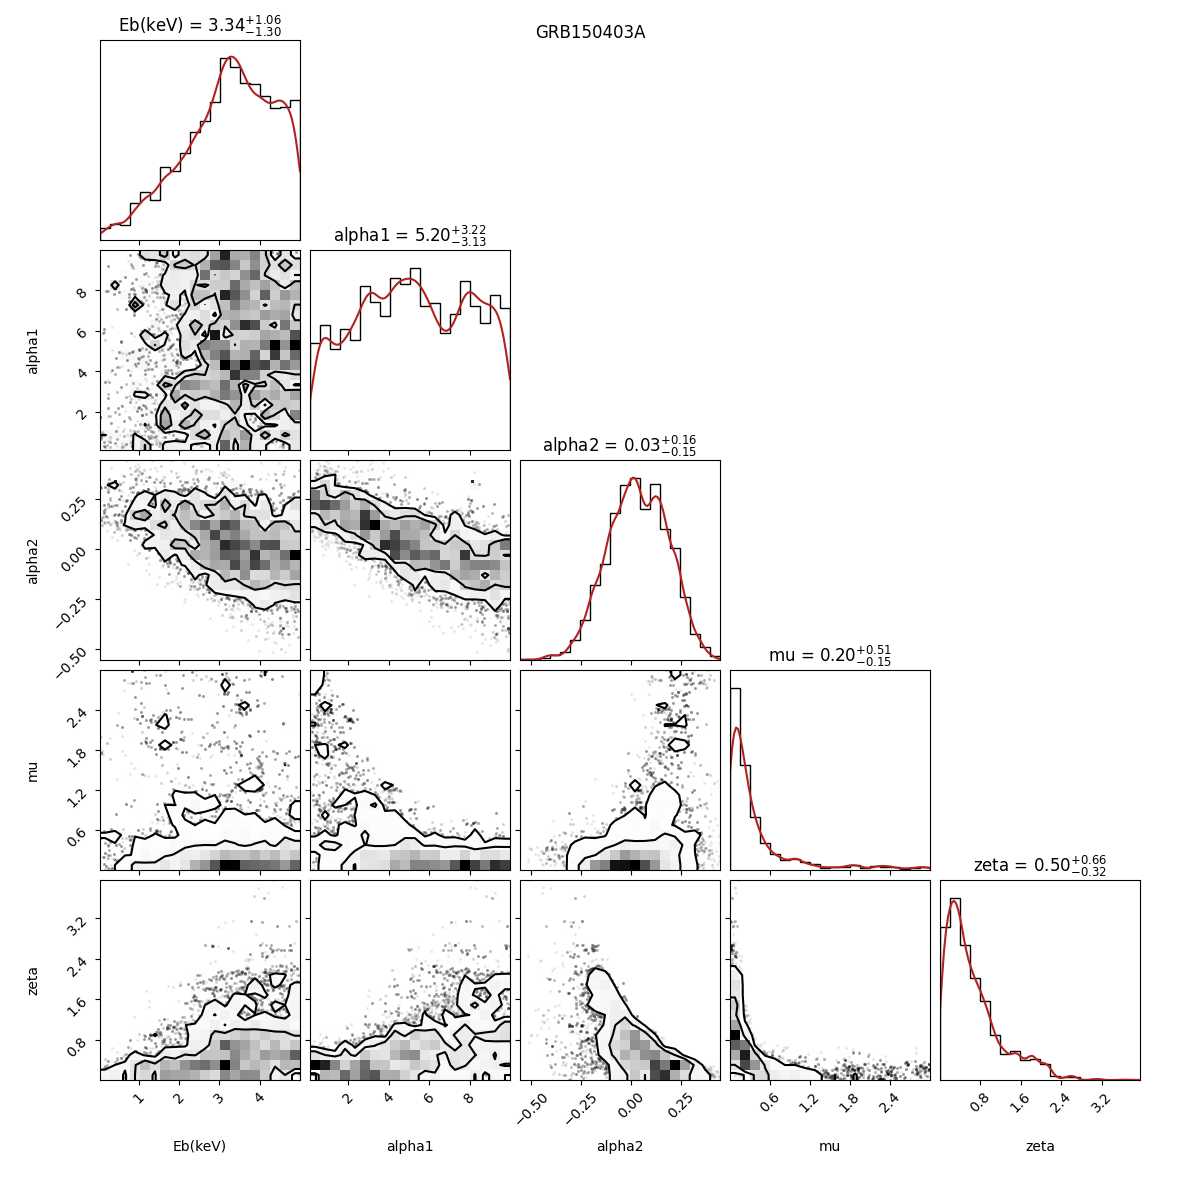 GRB150403A
Eb(keV) = 3.34^{+1.06}_{−1.30}
alpha1 = 5.20^{+3.22}_{−3.13}
alpha1
8
6
4
2
alpha2 = 0.03^{+0.16}_{−0.15}
alpha2
0.25
0.00
−0.25
−0.50
mu = 0.20^{+0.51}_{−0.15}
mu
2.4
1.8
1.2
0.6
zeta = 0.50^{+0.66}_{−0.32}
zeta
3.2
2.4
1.6
0.8
1 2 3 4
2 4 6 8
−0.50 −0.25 0.00 0.25
0.6 1.2 1.8 2.4
0.8 1.6 2.4 3.2
Eb(keV) alpha1 alpha2 mu zeta